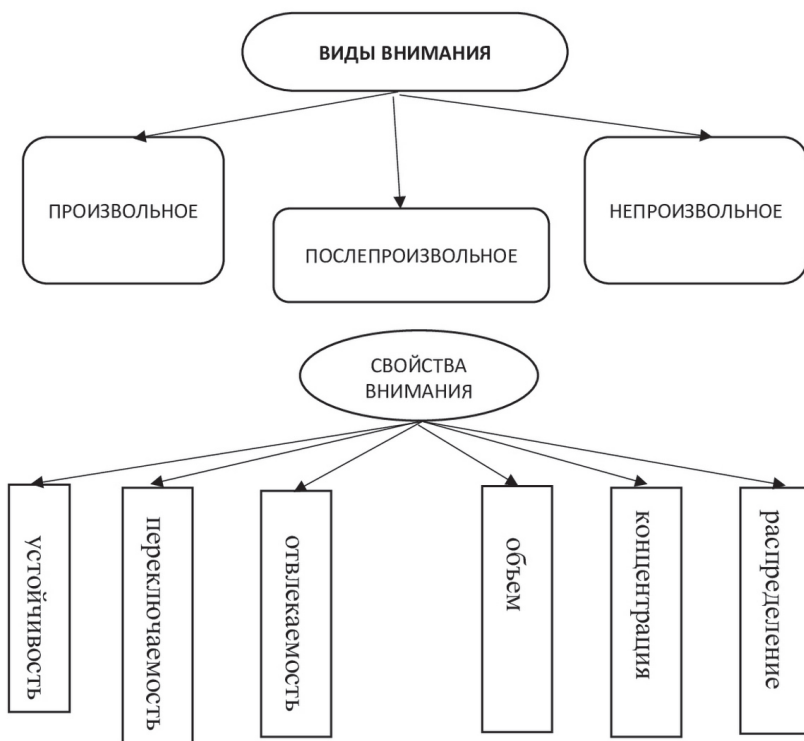 ВИДЫ ВНИМАНИЯ
ПРОИЗВОЛЬНОЕ
ПОСЛЕПРОИЗВОЛЬНОЕ
НЕПРОИЗВОЛЬНОЕ
СВОЙСТВА
ВНИМАНИЯ
устойчивость
переключаемость
отвлекаемость
объем
концентрация
распределение